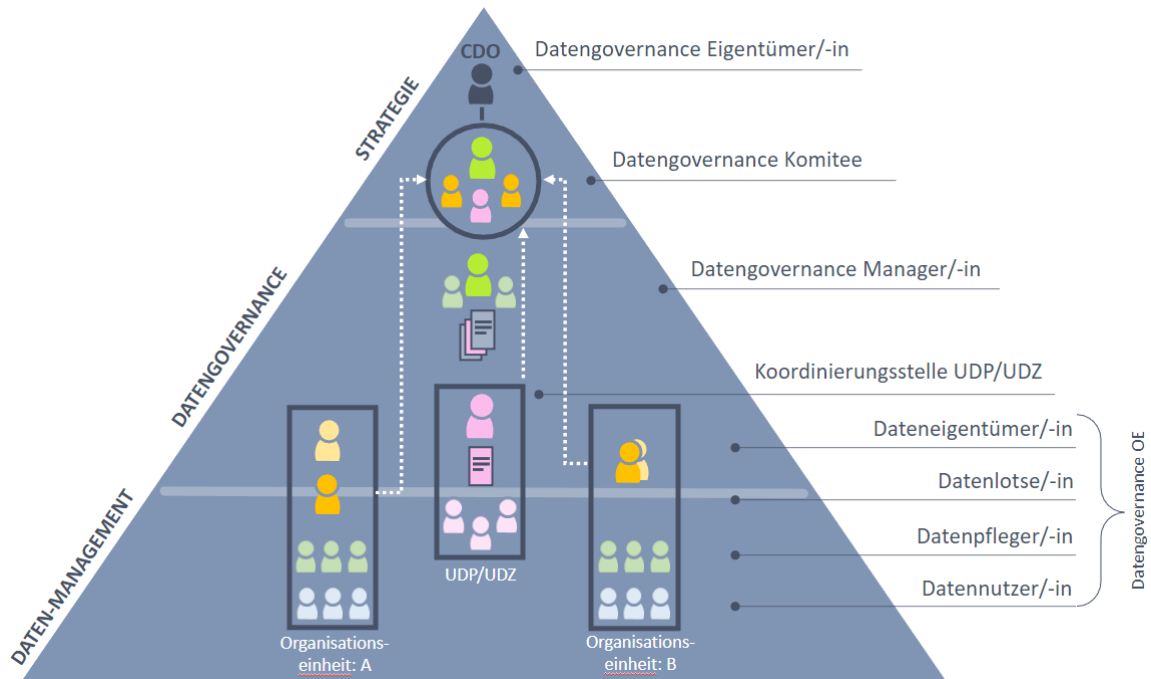 CDO
Datengovernance Eigentümer/-in
STRATEGIE
Datengovernance Komitee
Datengovernance Manager/-in
DATENGOVERNANCE
Koordinierungsstelle UDP/UDZ
Dateneigentümer/-in
Datenlotse/-in
Datenpfleger/-in
Datennutzer/-in
Datengovernance OE
DATEN-MANAGEMENT
UDP/UDZ
Organisations-
einheit: A
Organisations-
einheit: B